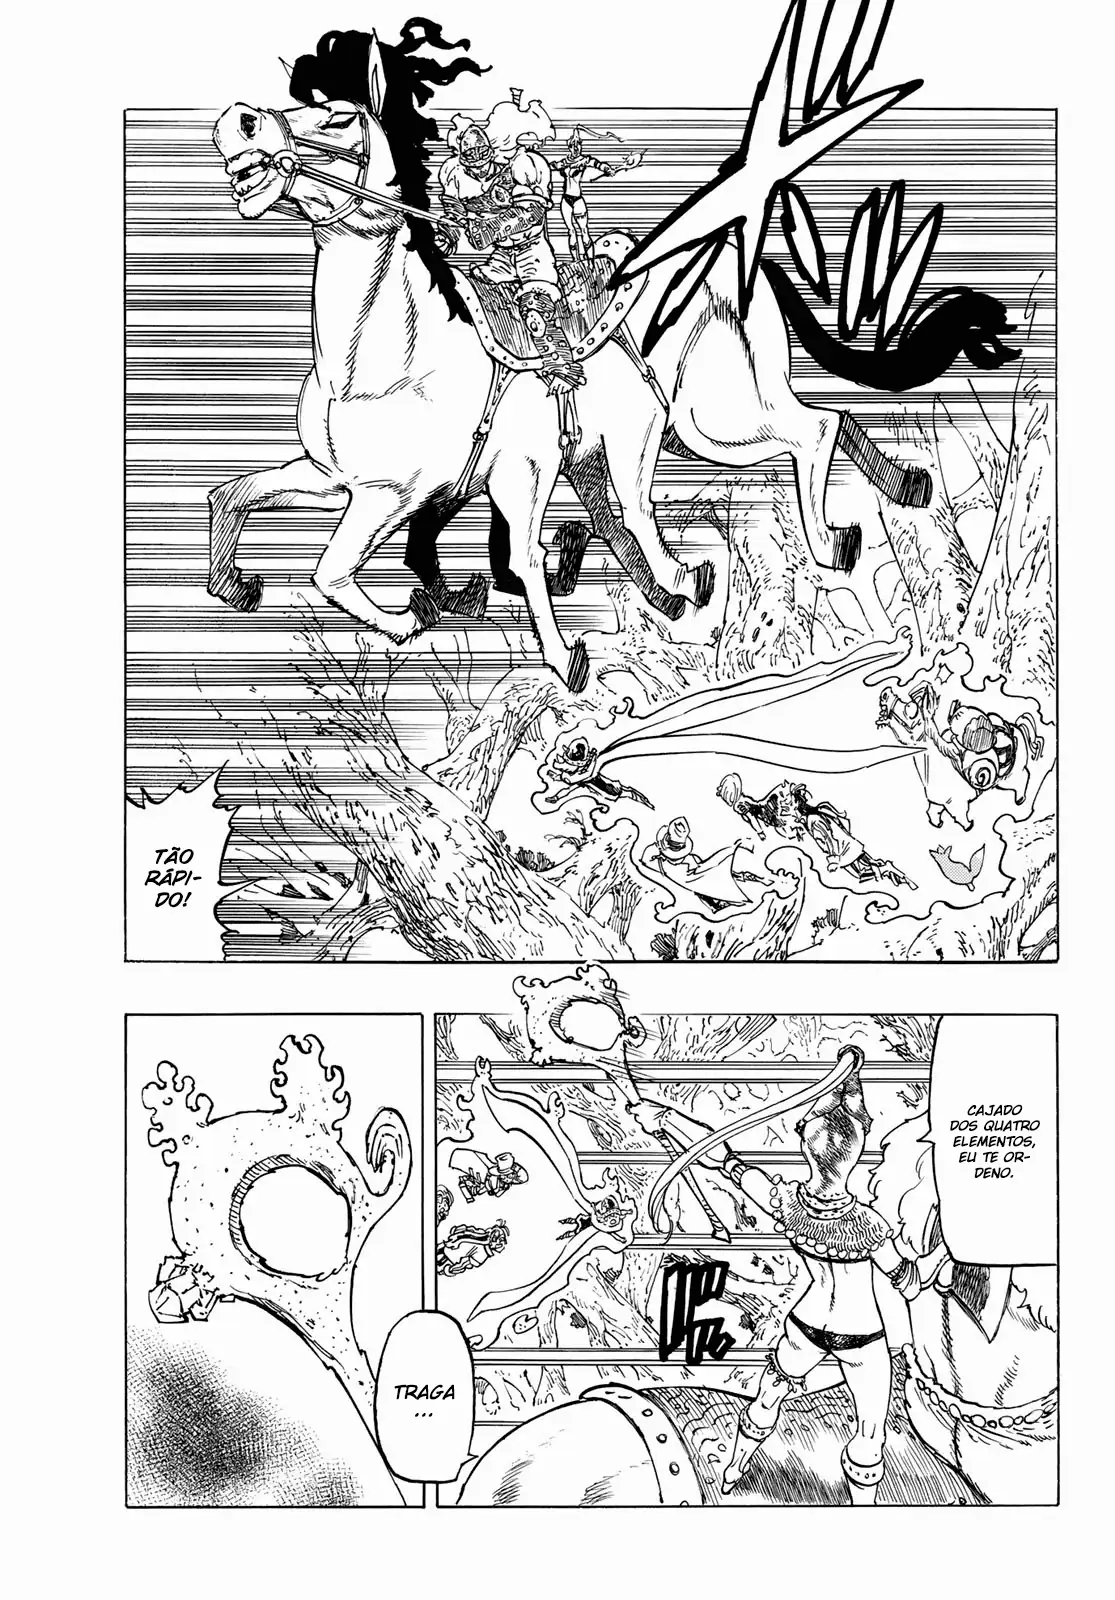 TÃO
RÁPI-
DO!
CAJADO
DOS QUATRO
ELEMENTOS,
EU TE OR-
DENO.
TRAGA
...